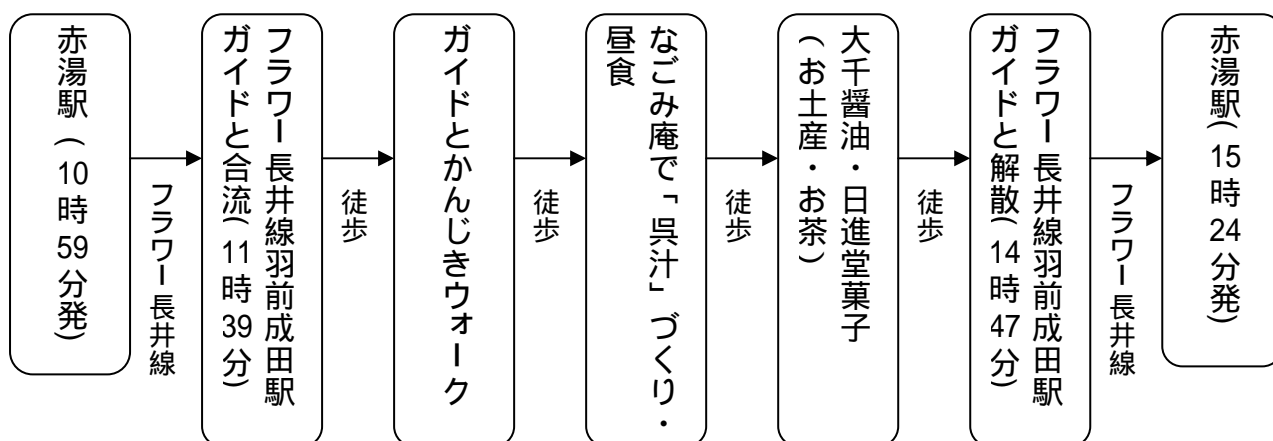 赤湯駅（10時59分発）
フラワー長井線
フラワー長井線羽前成田駅
ガイドと合流（11時39分）
徒歩
ガイドとかんじきウォーク
徒歩
なごみ庵で「呉汁」づくり・
昼食
徒歩
大千醤油・日進堂菓子
（お土産・お茶）
徒歩
フラワー長井線羽前成田駅
ガイドと解散（14時47分）
フラワー長井線
赤湯駅（15時24分発）